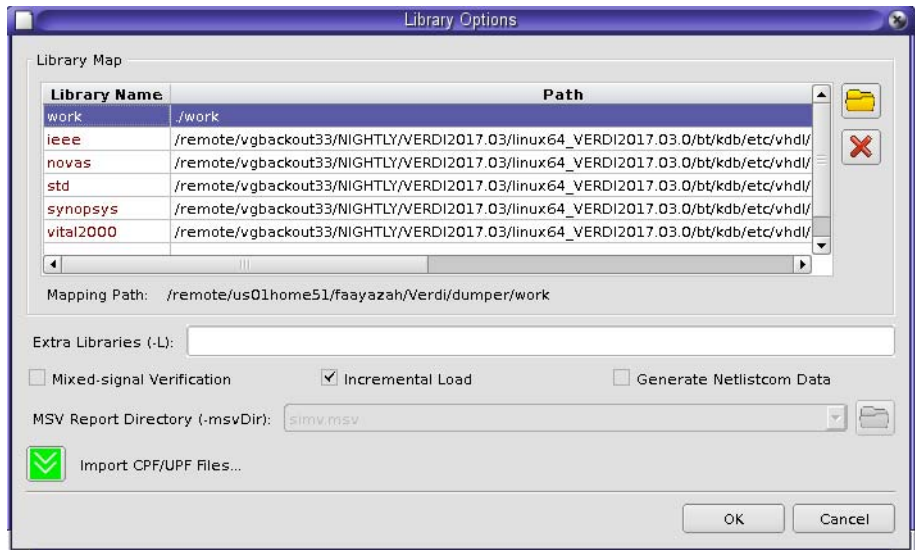 Library Options
Library Map
Library Name Path
work ./work
ieee /remote/vgbackout33/NIGHTLY/VERDI2017.03/linux64_VERDI2017.03.0/bt/kdb/etc/vhdl/
novas /remote/vgbackout33/NIGHTLY/VERDI2017.03/linux64_VERDI2017.03.0/bt/kdb/etc/vhdl/
std /remote/vgbackout33/NIGHTLY/VERDI2017.03/linux64_VERDI2017.03.0/bt/kdb/etc/vhdl/
synopsys /remote/vgbackout33/NIGHTLY/VERDI2017.03/linux64_VERDI2017.03.0/bt/kdb/etc/vhdl/
vital2000 /remote/vgbackout33/NIGHTLY/VERDI2017.03/linux64_VERDI2017.03.0/bt/kdb/etc/vhdl/
Mapping Path: /remote/us01home51/faayazah/Verdi/dumper/work
Extra Libraries (-L):
Mixed-signal Verification Incremental Load Generate Netlistcom Data
MSV Report Directory (-msvDir): simv.msv
Import CPF/UPF Files...
OK Cancel